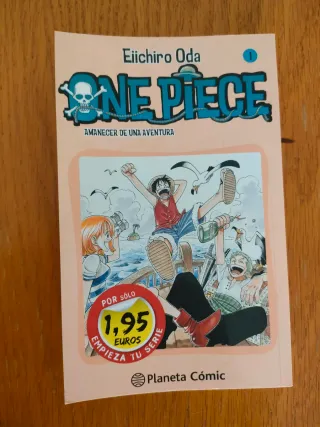 Eiichiro Oda
1
ONE PIECE
AMANECER DE UNA AVENTURA
POR SÓLO
1,95
EUROS
EMPIEZA TU SERIE
Planeta Cómic